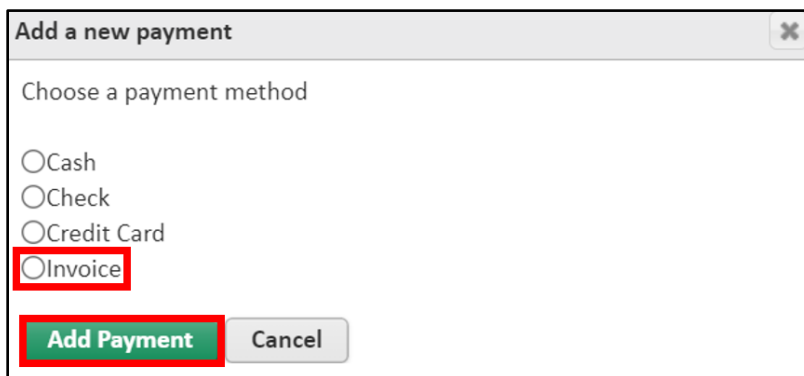 Add a new payment
Choose a payment method
Cash
Check
Credit Card
Invoice
Add Payment Cancel